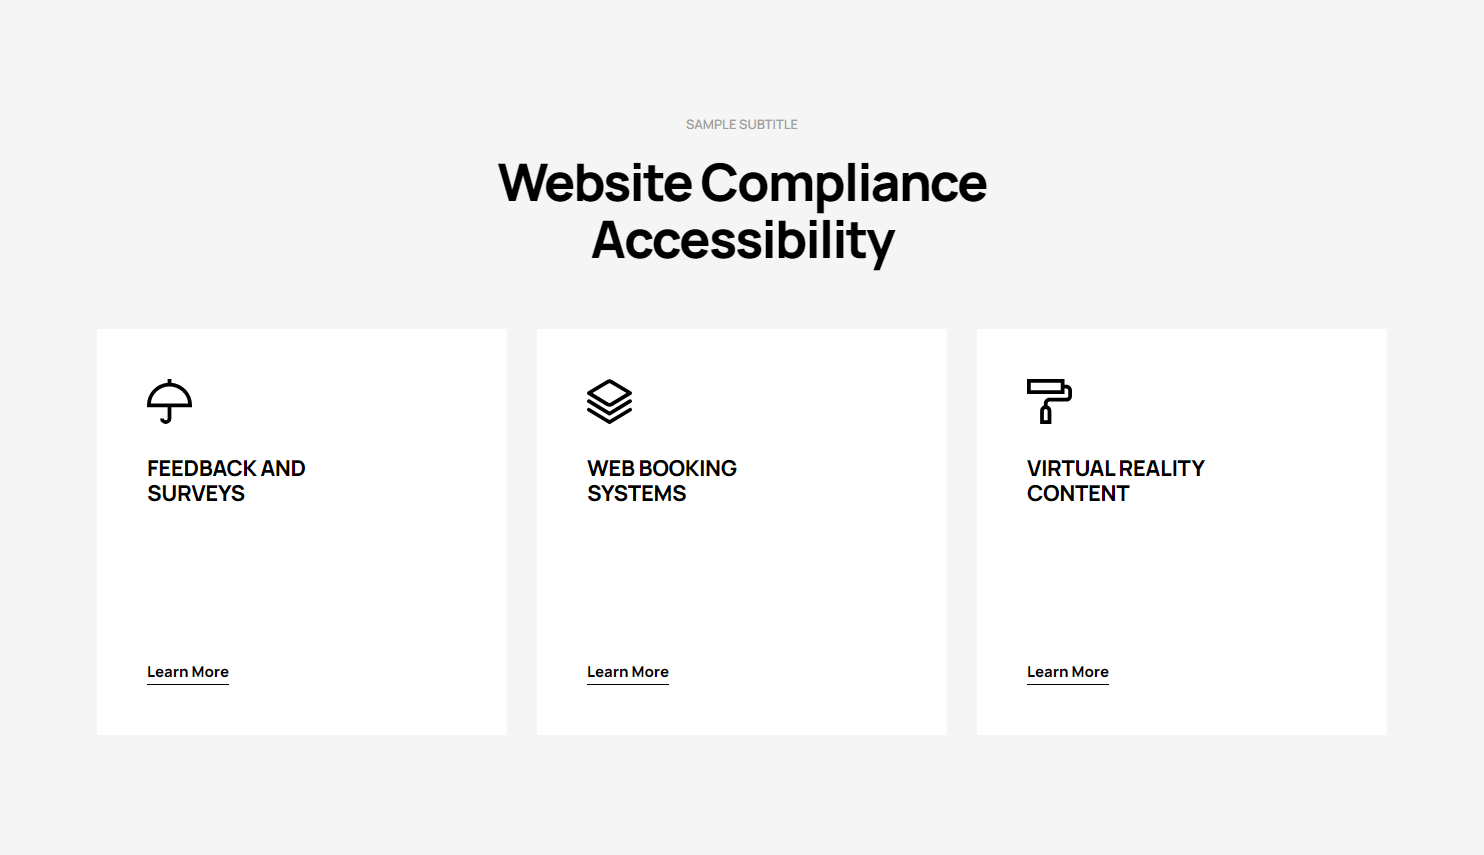 SAMPLE SUBTITLE
Website Compliance
Accessibility
FEEDBACK AND
SURVEYS
Learn More
WEB BOOKING
SYSTEMS
Learn More
VIRTUAL REALITY
CONTENT
Learn More